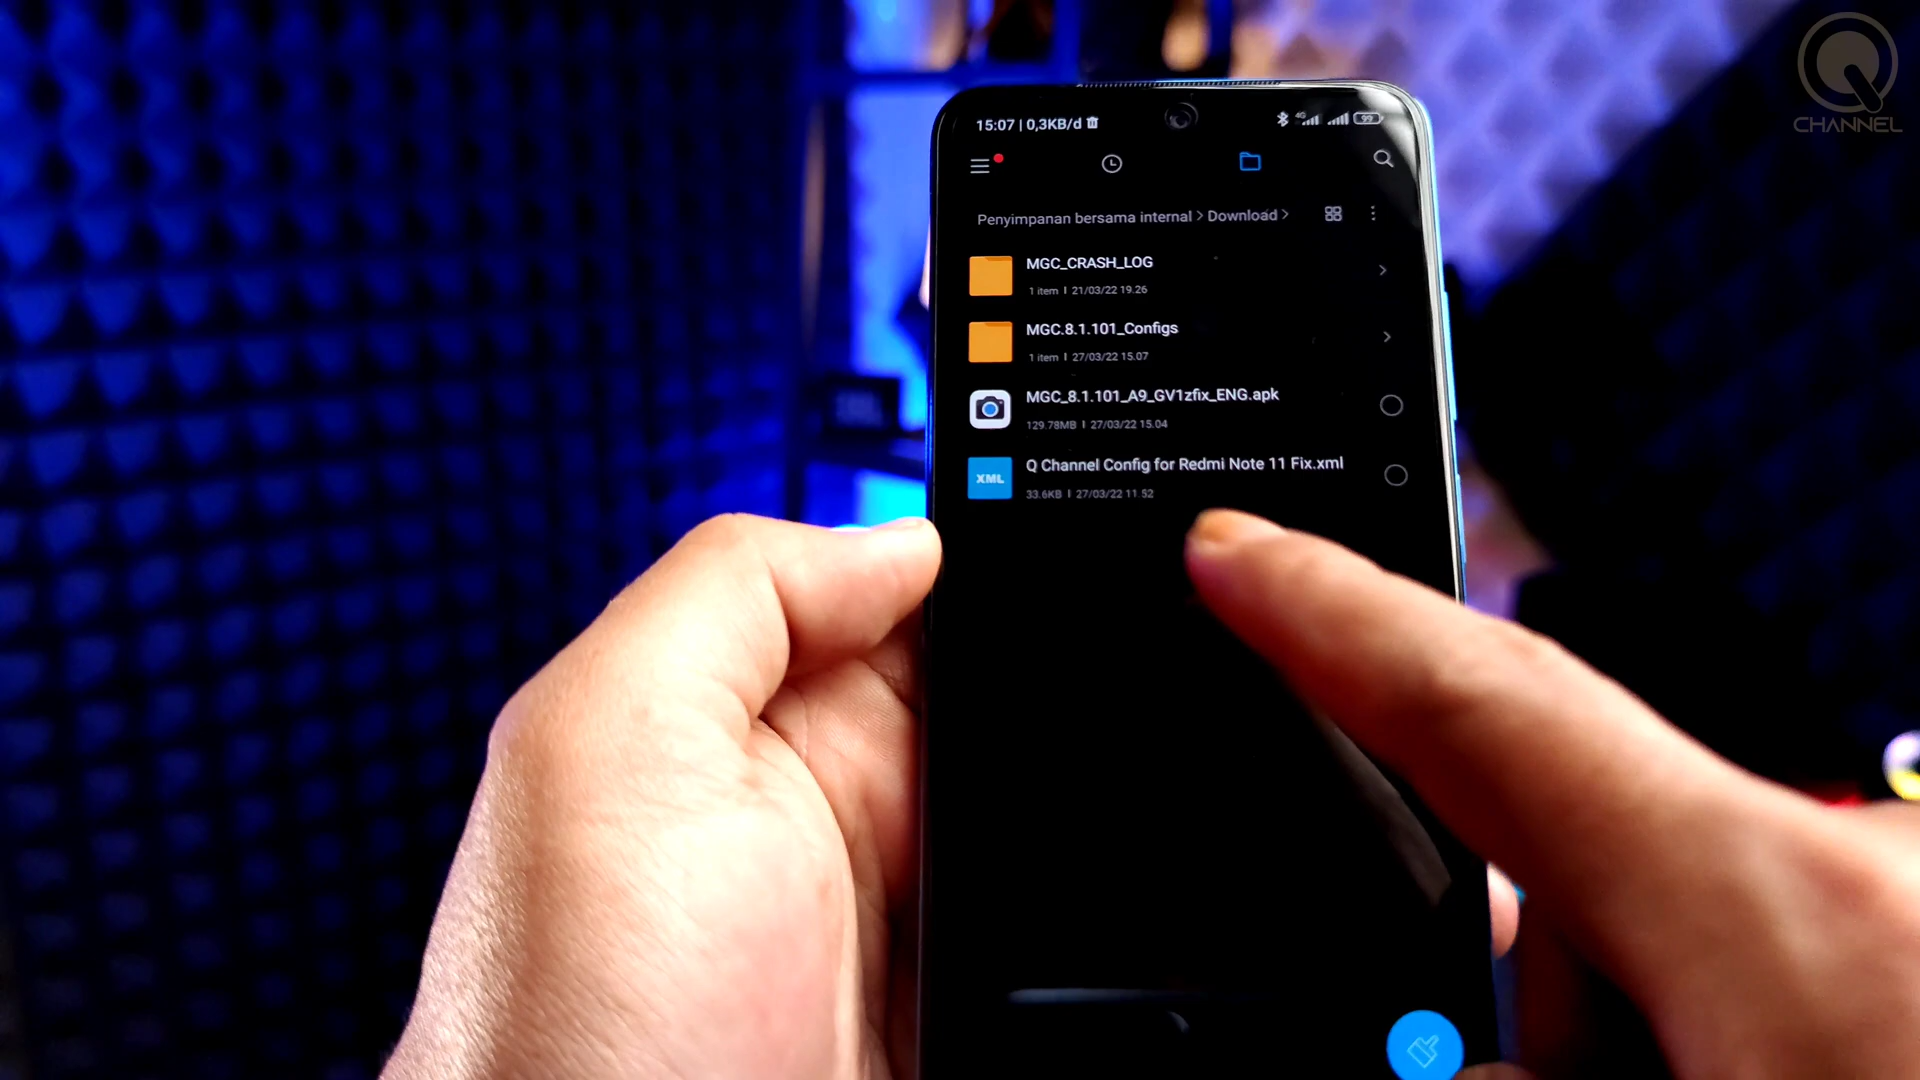 CHANNEL
15:07 | 0,3KB/d
4G
99
Penyimpanan bersama internal > Download >
MGC_CRASH_LOG
1 item | 21/03/22 19.26
MGC.8.1.101_Configs
1 item | 27/03/22 15.07
MGC_8.1.101_A9_GV1zfix_ENG.apk
129.78MB | 27/03/22 15.04
XML
Q Channel Config for Redmi Note 11 Fix.xml
33.6KB | 27/03/22 11.52